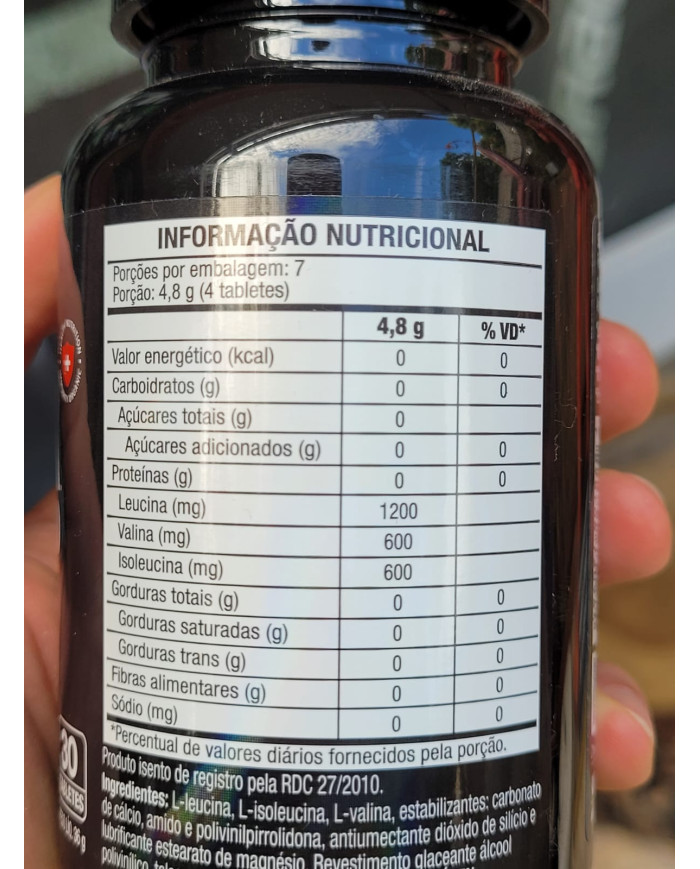 INFORMAÇÃO NUTRICIONAL
Porções por embalagem: 7
Porção: 4,8 g (4 tabletes)
4,8 g % VD*
Valor energético (kcal) 0 0
Carboidratos (g) 0 0
Açúcares totais (g) 0
Açúcares adicionados (g) 0 0
Proteínas (g) 0 0
Leucina (mg) 1200
Valina (mg) 600
Isoleucina (mg) 600
Gorduras totais (g) 0 0
Gorduras saturadas (g) 0 0
Gorduras trans (g) 0 0
Fibras alimentares (g) 0 0
Sódio (mg) 0 0
*Percentual de valores diários fornecidos pela porção.
Produto isento de registro pela RDC 27/2010.
Ingredientes: L-leucina, L-isoleucina, L-valina, estabilizantes: carbonato
de cálcio, amido e polivinilpirrolidona, antiumectante dióxido de silício e
lubrificante estearato de magnésio. Revestimento glaceante álcool
polivinílico,
30